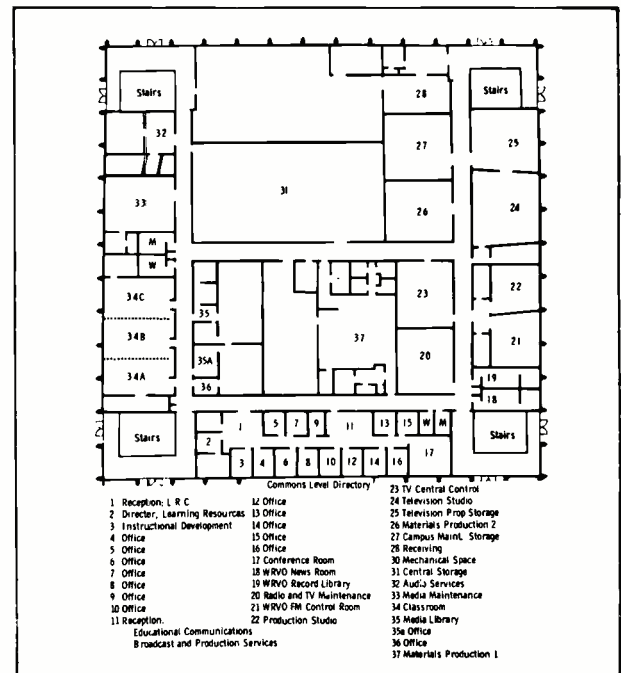 Stairs
Stairs
28
32
27
25
31
33
24
26
M
W
22
34C
23
35
34B
37
21
35A
20
34A
36
19
18
1
5
7
9
11
13
15
W
M
Stairs
Stairs
2
17
3
4
6
8
10
12
14
16
Commons Level Directory
1 Reception; L R C
2 Director, Learning Resources
3 Instructional Development
4 Office
5 Office
6 Office
7 Office
8 Office
9 Office
10 Office
11 Reception.
Educational Communications
Broadcast and Production Services
12 Office
13 Office
14 Office
15 Office
16 Office
17 Conference Room
18 WRVO News Room
19 WRVO Record Library
20 Radio and TV Maintenance
21 WRVO FM Control Room
22 Production Studio
23 TV Central Control
24 Television Studio
25 Television Prop Storage
26 Materials Production 2
27 Campus Maint. Storage
28 Receiving
30 Mechanical Space
31 Central Storage
32 Audio Services
33 Media Maintenance
34 Classroom
35 Media Library
35a Office
36 Office
37 Materials Production 1